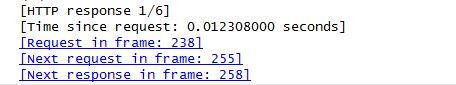 [HTTP response 1/6]
[Time since request: 0.012308000 seconds]
[Request in frame: 238]
[Next request in frame: 255]
[Next response in frame: 258]